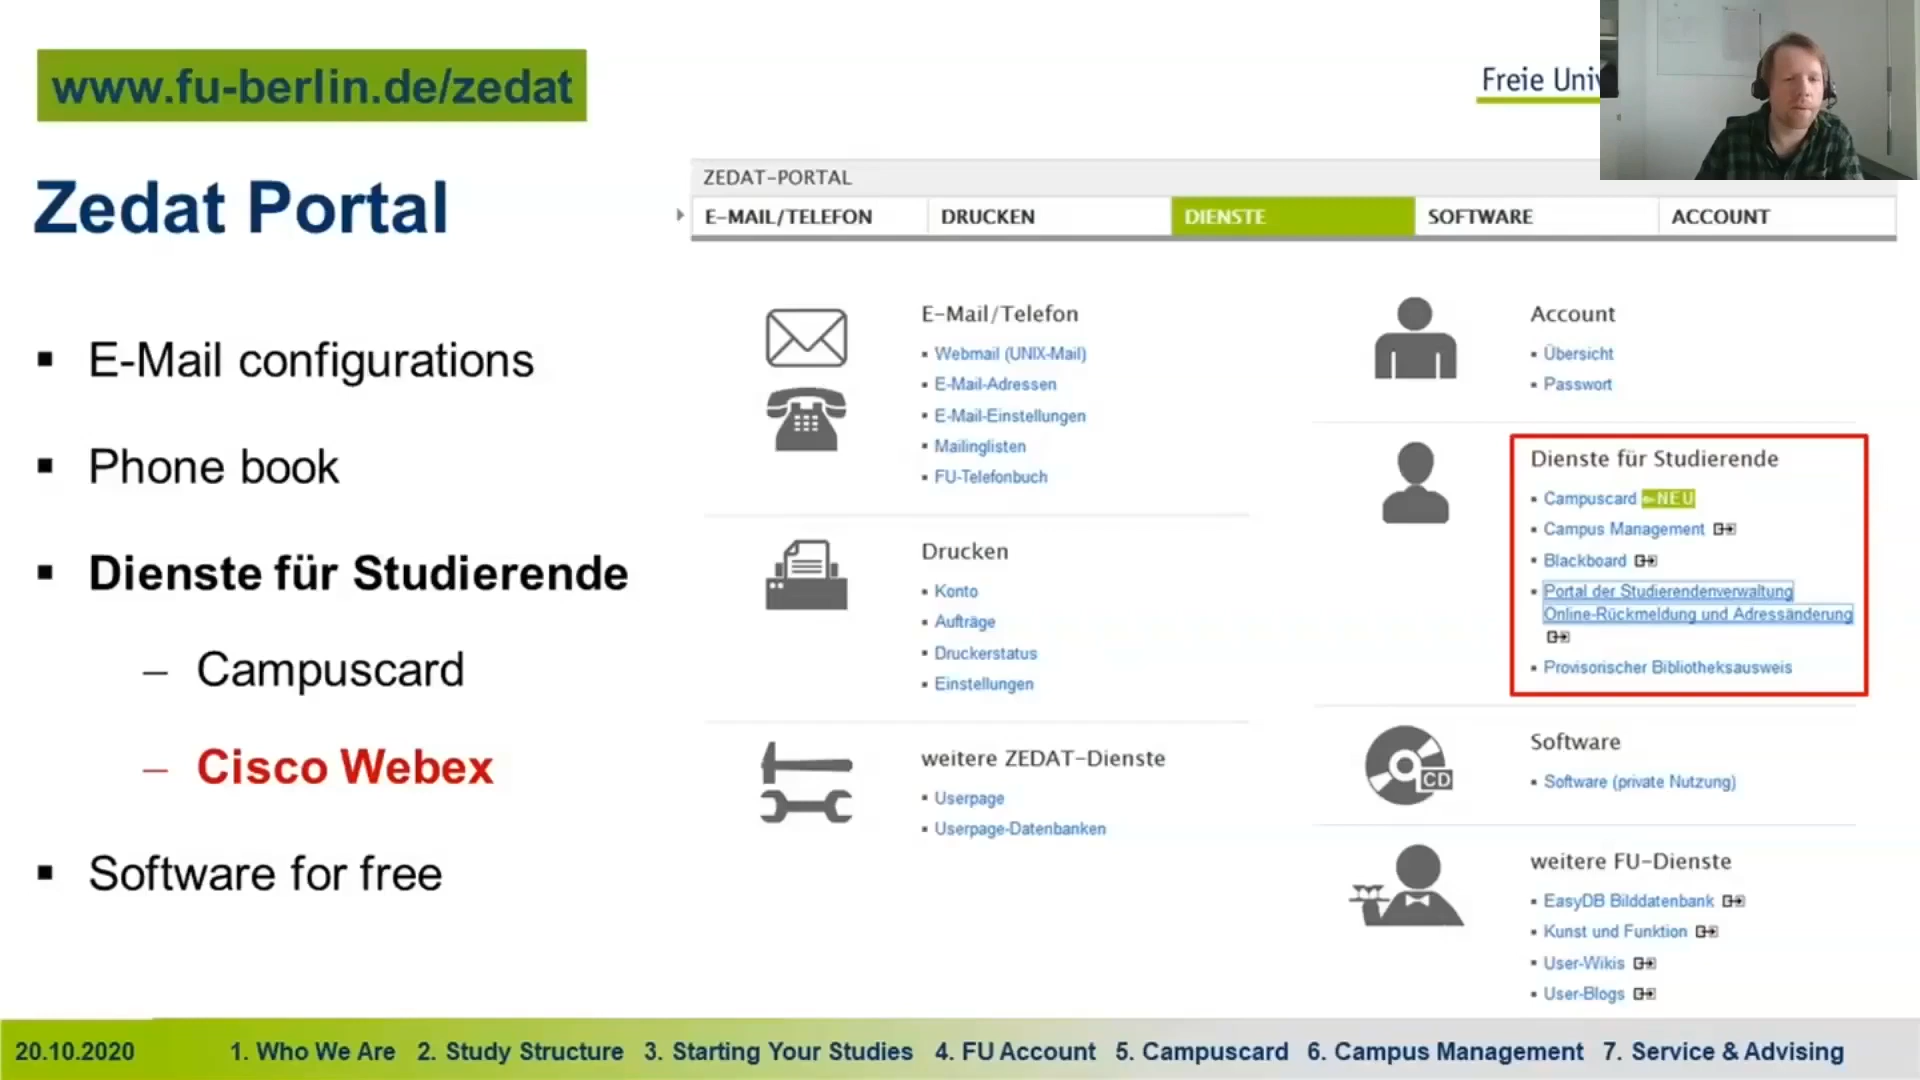 www.fu-berlin.de/zedat
Freie Uni
Zedat Portal
▪ E-Mail configurations
▪ Phone book
▪ Dienste für Studierende
– Campuscard
– Cisco Webex
▪ Software for free
ZEDAT-PORTAL
E-MAIL/TELEFON DRUCKEN DIENSTE SOFTWARE ACCOUNT
E-Mail/Telefon
▪ Webmail (UNIX-Mail)
▪ E-Mail-Adressen
▪ E-Mail-Einstellungen
▪ Mailinglisten
▪ FU-Telefonbuch
Drucken
▪ Konto
▪ Aufträge
▪ Druckerstatus
▪ Einstellungen
weitere ZEDAT-Dienste
▪ Userpage
▪ Userpage-Datenbanken
Account
▪ Übersicht
▪ Passwort
Dienste für Studierende
▪ Campuscard NEU
▪ Campus Management
▪ Blackboard
▪ Portal der Studierendenverwaltung
Online-Rückmeldung und Adressänderung
▪ Provisorischer Bibliotheksausweis
CD
Software
▪ Software (private Nutzung)
weitere FU-Dienste
▪ EasyDB Bilddatenbank
▪ Kunst und Funktion
▪ User-Wikis
▪ User-Blogs
20.10.2020 1. Who We Are 2. Study Structure 3. Starting Your Studies 4. FU Account 5. Campuscard 6. Campus Management 7. Service & Advising